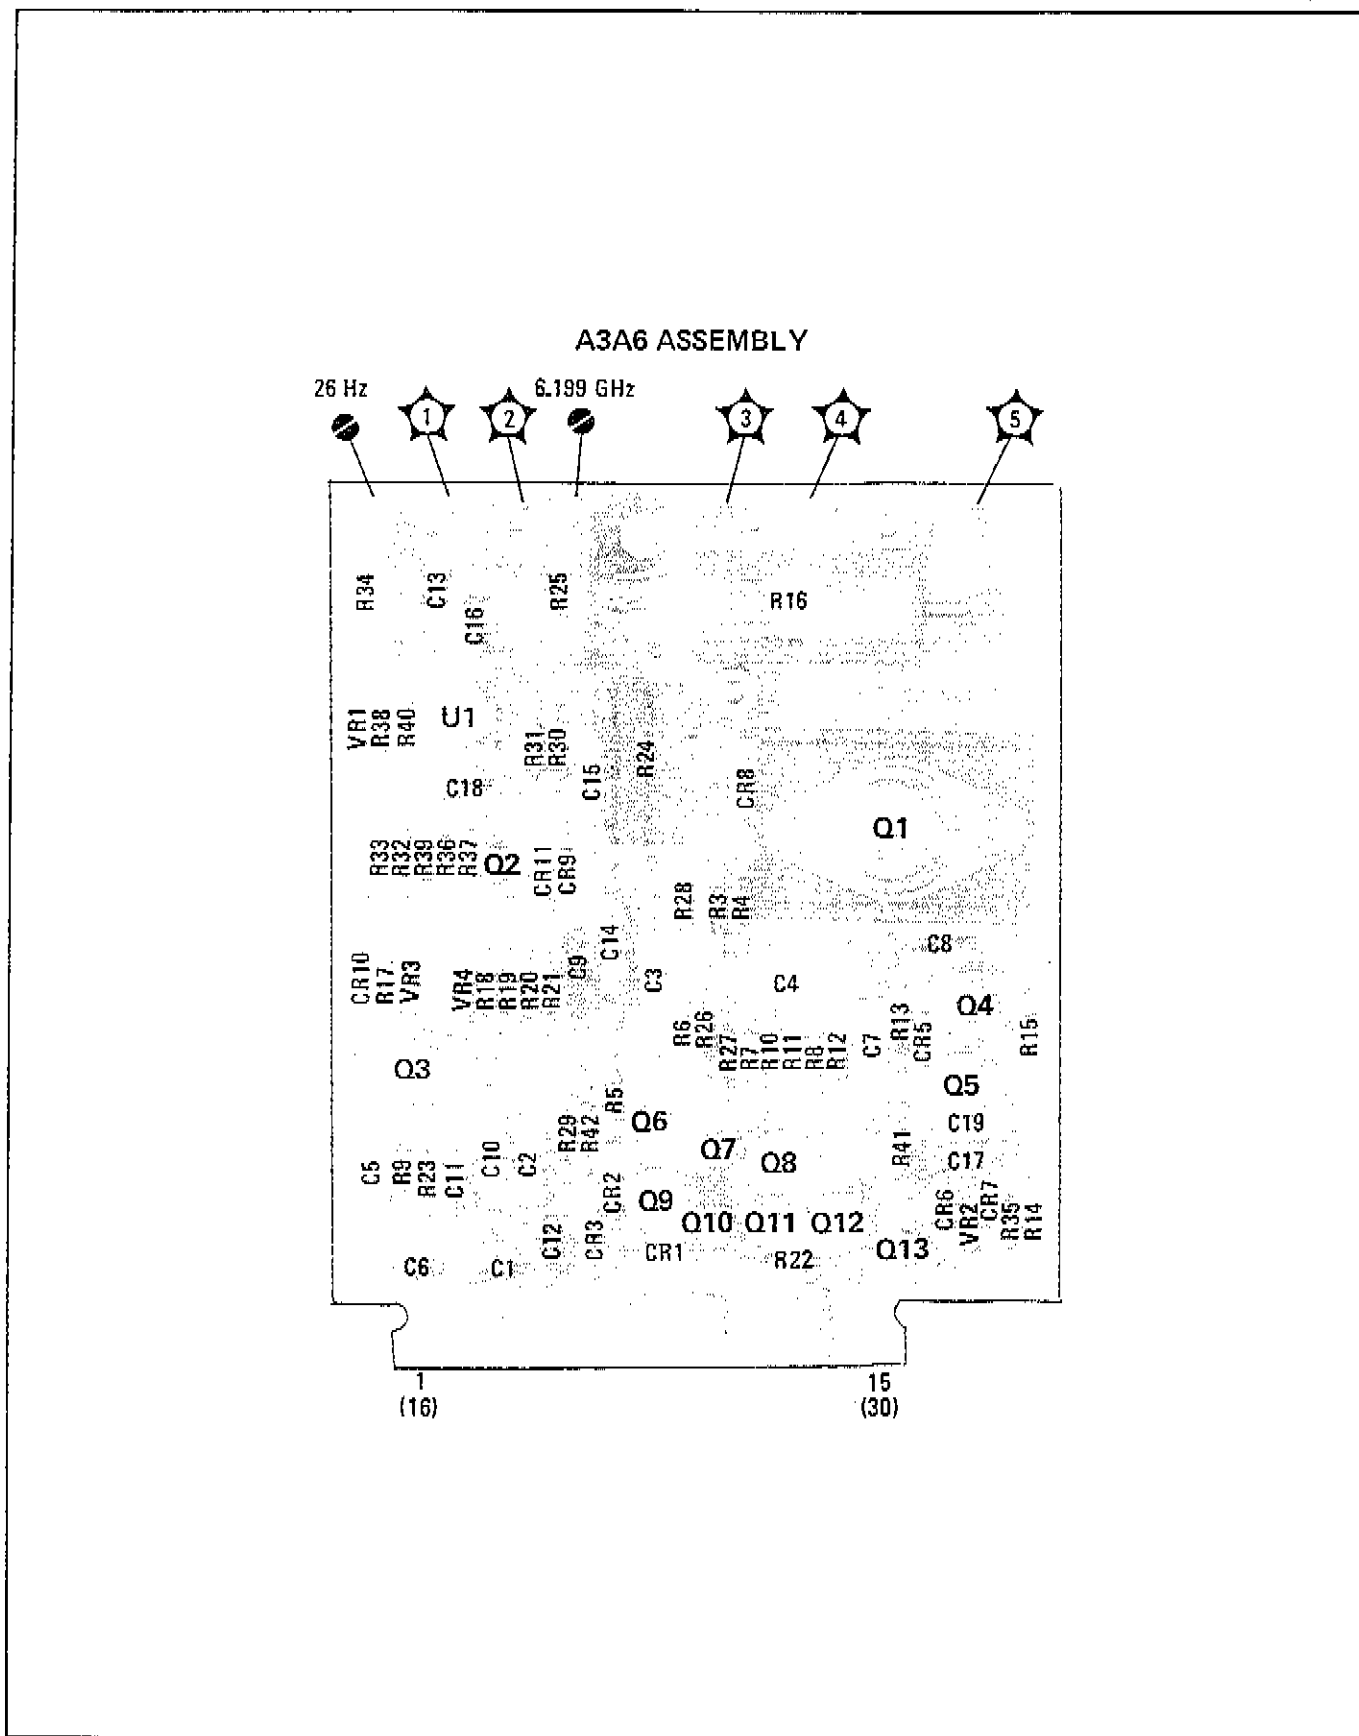 A3A6 ASSEMBLY
26 Hz
1
2
6.199 GHz
3
4
5
R34
C13
C16
R25
R16
VR1
R38
R40
U1
R31
R30
C18
C15
R24
CR8
Q1
R33
R32
R39
R36
R37
Q2
CR11
CR9
R28
R3
R4
C8
CR10
R17
VR3
VR4
R18
R19
R20
R21
C9
C14
C3
C4
Q4
R6
R26
R27
R7
R10
R11
R8
R12
C7
R13
CR5
R15
Q3
Q5
R5
Q6
C19
R29
R42
Q7
Q8
R41
C17
C5
R9
R23
C11
C10
C2
CR2
Q9
CR6
VR2
CR7
R35
R14
C12
CR3
Q10
Q11
Q12
Q13
CR1
R22
C6
C1
1
15
(16)
(30)